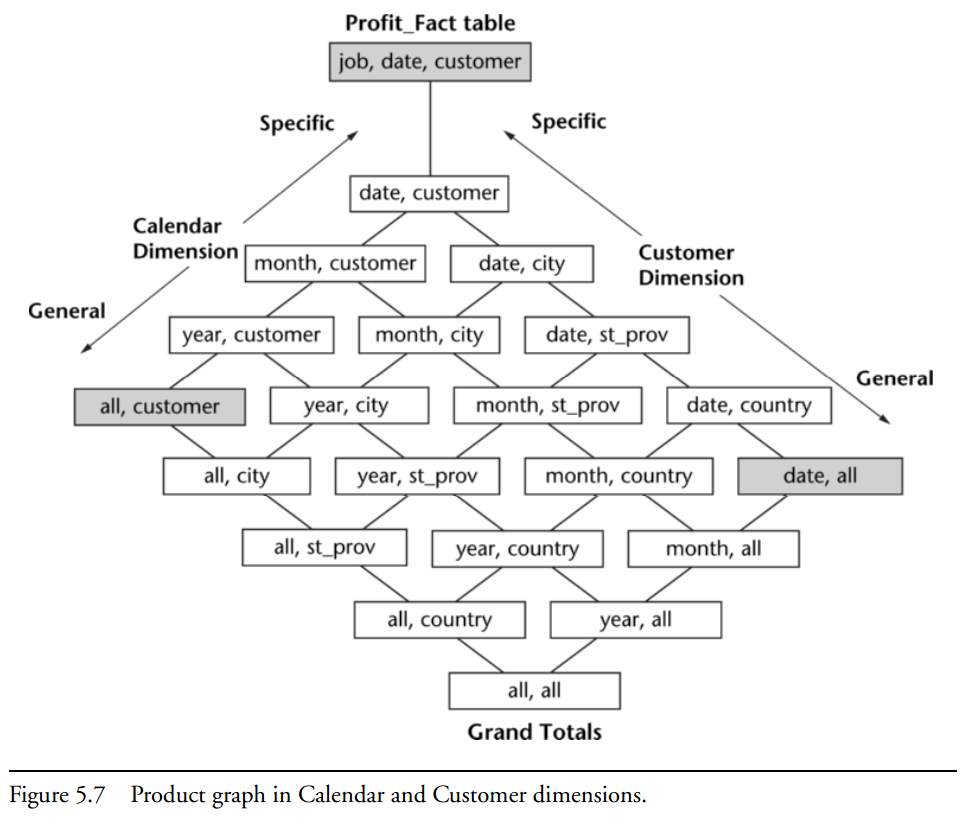 Profit_Fact table
job, date, customer
Specific
Specific
date, customer
Calendar
Dimension
month, customer
date, city
Customer
Dimension
General
year, customer
month, city
date, st_prov
General
all, customer
year, city
month, st_prov
date, country
all, city
year, st_prov
month, country
date, all
all, st_prov
year, country
month, all
all, country
year, all
all, all
Grand Totals
Figure 5.7 Product graph in Calendar and Customer dimensions.